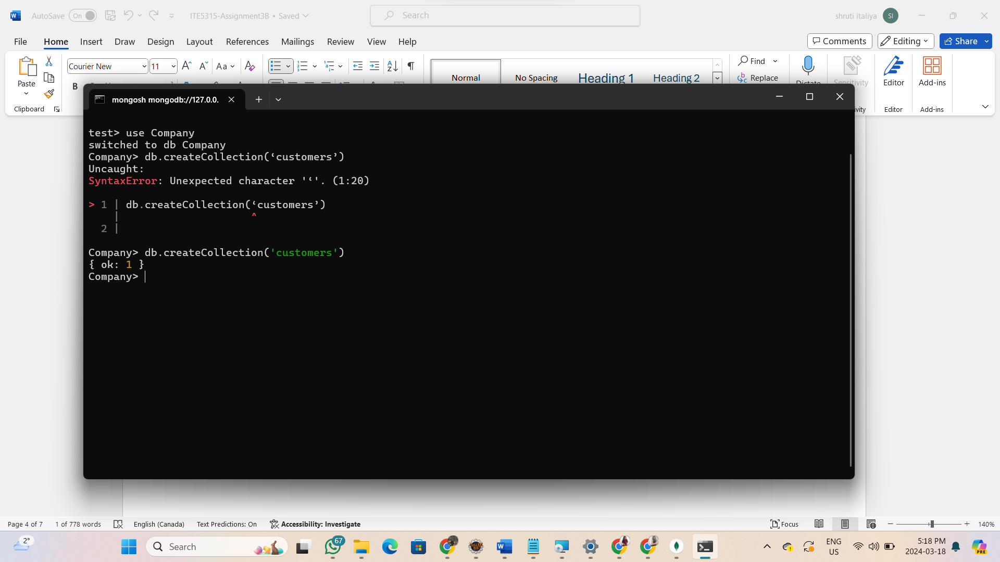 AutoSave On ITE5315-Assignment3B • Saved Search shruti italiya SI
File Home Insert Draw Design Layout References Mailings Review View Help Comments Editing Share
Courier New 11 Aa Find
Paste Normal No Spacing Heading 1 Heading 2 Replace Dictate Sensitivity Editor Add-ins
B
Clipboard Editor Add-ins
mongosh mongodb://127.0.0.
test> use Company
switched to db Company
Company> db.createCollection(‘customers’)
Uncaught:
SyntaxError: Unexpected character '‘'. (1:20)
> 1 | db.createCollection(‘customers’)
| ^
2 |
Company> db.createCollection('customers')
{ ok: 1 }
Company>
Page 4 of 7 1 of 778 words English (Canada) Text Predictions: On Accessibility: Investigate Focus 140%
2° Search 67 ENG 5:18 PM
US 2024-03-18 PRE